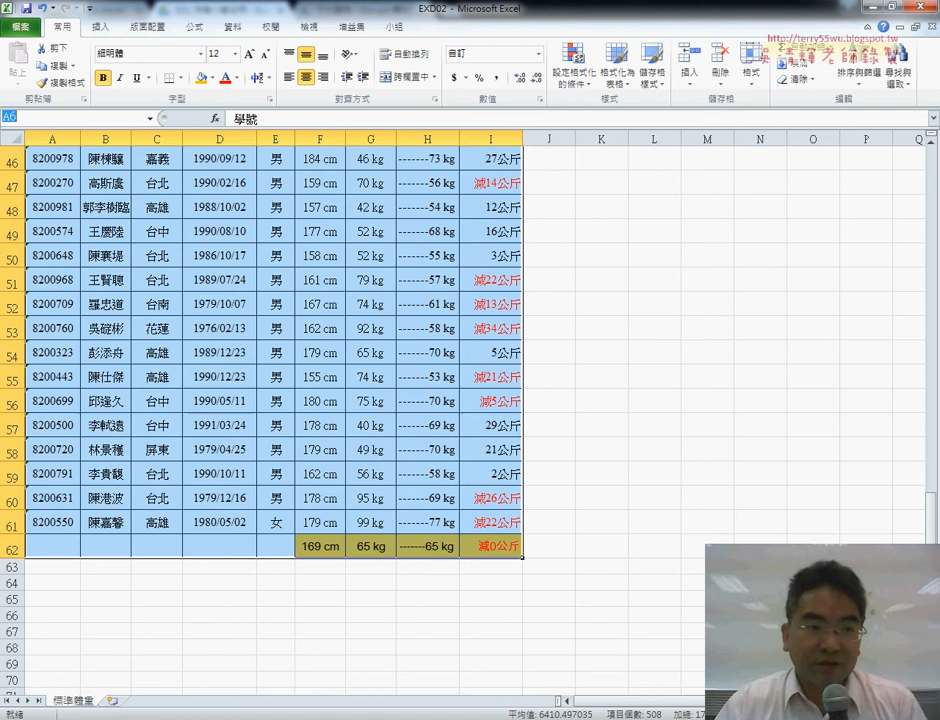 EXD02 - Microsoft Excel
檔案 常用 插入 版面配置 公式 資料 校閱 檢視 增益集 小組
http://terry55wu.blogspot.tw
剪下
複製
複製格式
貼上
剪貼簿
細明體 12
字型
自動換列
跨欄置中
對齊方式
自訂
數值
設定格式化的條件 格式化為表格 儲存格樣式
樣式
插入 刪除 格式
儲存格
清除
排序與篩選 尋找與選取
編輯
A6 fx 學號
A B C D E F G H I J K L M N O P Q
46 8200978 陳棟驤 嘉義 1990/09/12 男 184 cm 46 kg -------73 kg 27公斤
47 8200270 高斯虞 台北 1990/02/16 男 159 cm 70 kg -------56 kg 減14公斤
48 8200981 郭李樹臨 高雄 1988/10/02 男 157 cm 42 kg -------54 kg 12公斤
49 8200574 王慶陸 台中 1990/08/10 男 177 cm 52 kg -------68 kg 16公斤
50 8200648 陳襄堤 台北 1986/10/17 男 158 cm 52 kg -------55 kg 3公斤
51 8200968 王賢聰 台北 1989/07/24 男 161 cm 79 kg -------57 kg 減22公斤
52 8200709 羅忠道 台南 1979/10/07 男 167 cm 74 kg -------61 kg 減13公斤
53 8200760 吳碇彬 花蓮 1976/02/13 男 162 cm 92 kg -------58 kg 減34公斤
54 8200323 彭添舟 高雄 1989/12/23 男 179 cm 65 kg -------70 kg 5公斤
55 8200443 陳仕傑 高雄 1990/12/23 男 155 cm 74 kg -------53 kg 減21公斤
56 8200699 邱逢久 台中 1990/05/11 男 180 cm 75 kg -------70 kg 減5公斤
57 8200500 李軾遠 台中 1991/03/24 男 178 cm 40 kg -------69 kg 29公斤
58 8200720 林景穫 屏東 1979/04/25 男 179 cm 49 kg -------70 kg 21公斤
59 8200791 李貴馥 台北 1990/10/11 男 162 cm 56 kg -------58 kg 2公斤
60 8200631 陳港波 台北 1979/12/16 男 178 cm 95 kg -------69 kg 減26公斤
61 8200550 陳嘉馨 高雄 1980/05/02 女 179 cm 99 kg -------77 kg 減22公斤
62 169 cm 65 kg -------65 kg 減0公斤
63
64
65
66
67
68
69
70
標準體重
就緒 平均值: 6410.497035 項目個數: 508 加總: 17